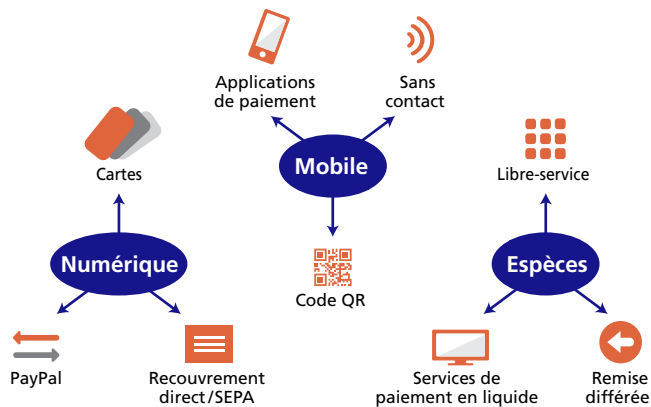 Applications
de paiement
Sans
contact
Cartes
Mobile
Libre-service
Numérique
Code QR
Espèces
PayPal
Recouvrement
direct/SEPA
Services de
paiement en liquide
Remise
différée